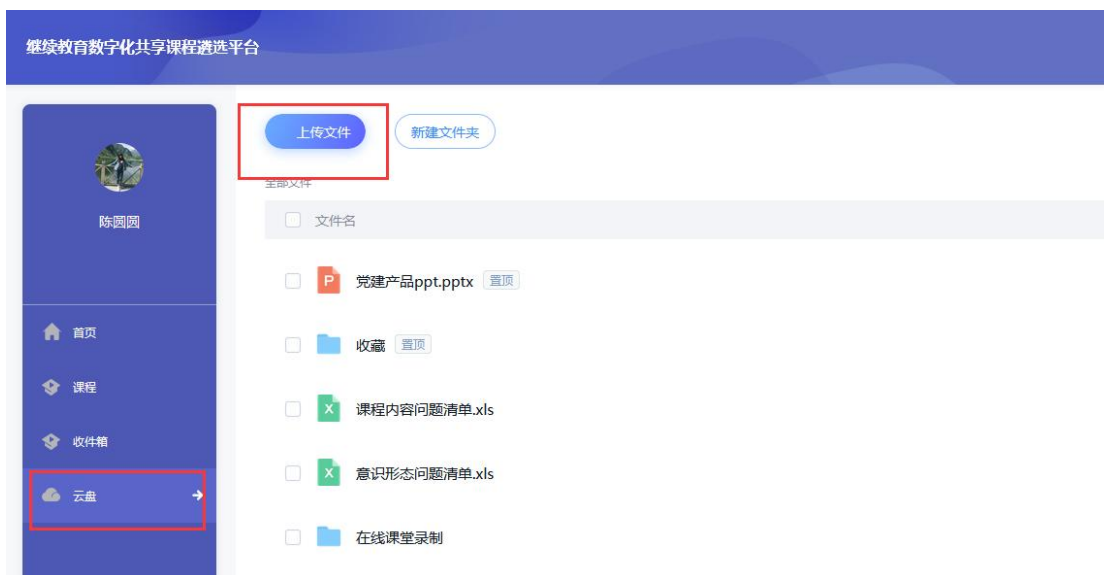 继续教育数字化共享课程遴选平台
陈圆圆
首页
课程
收件箱
云盘
上传文件 新建文件夹
全部文件
文件名
党建产品ppt.pptx 置顶
收藏 置顶
课程内容问题清单.xls
意识形态问题清单.xls
在线课堂录制